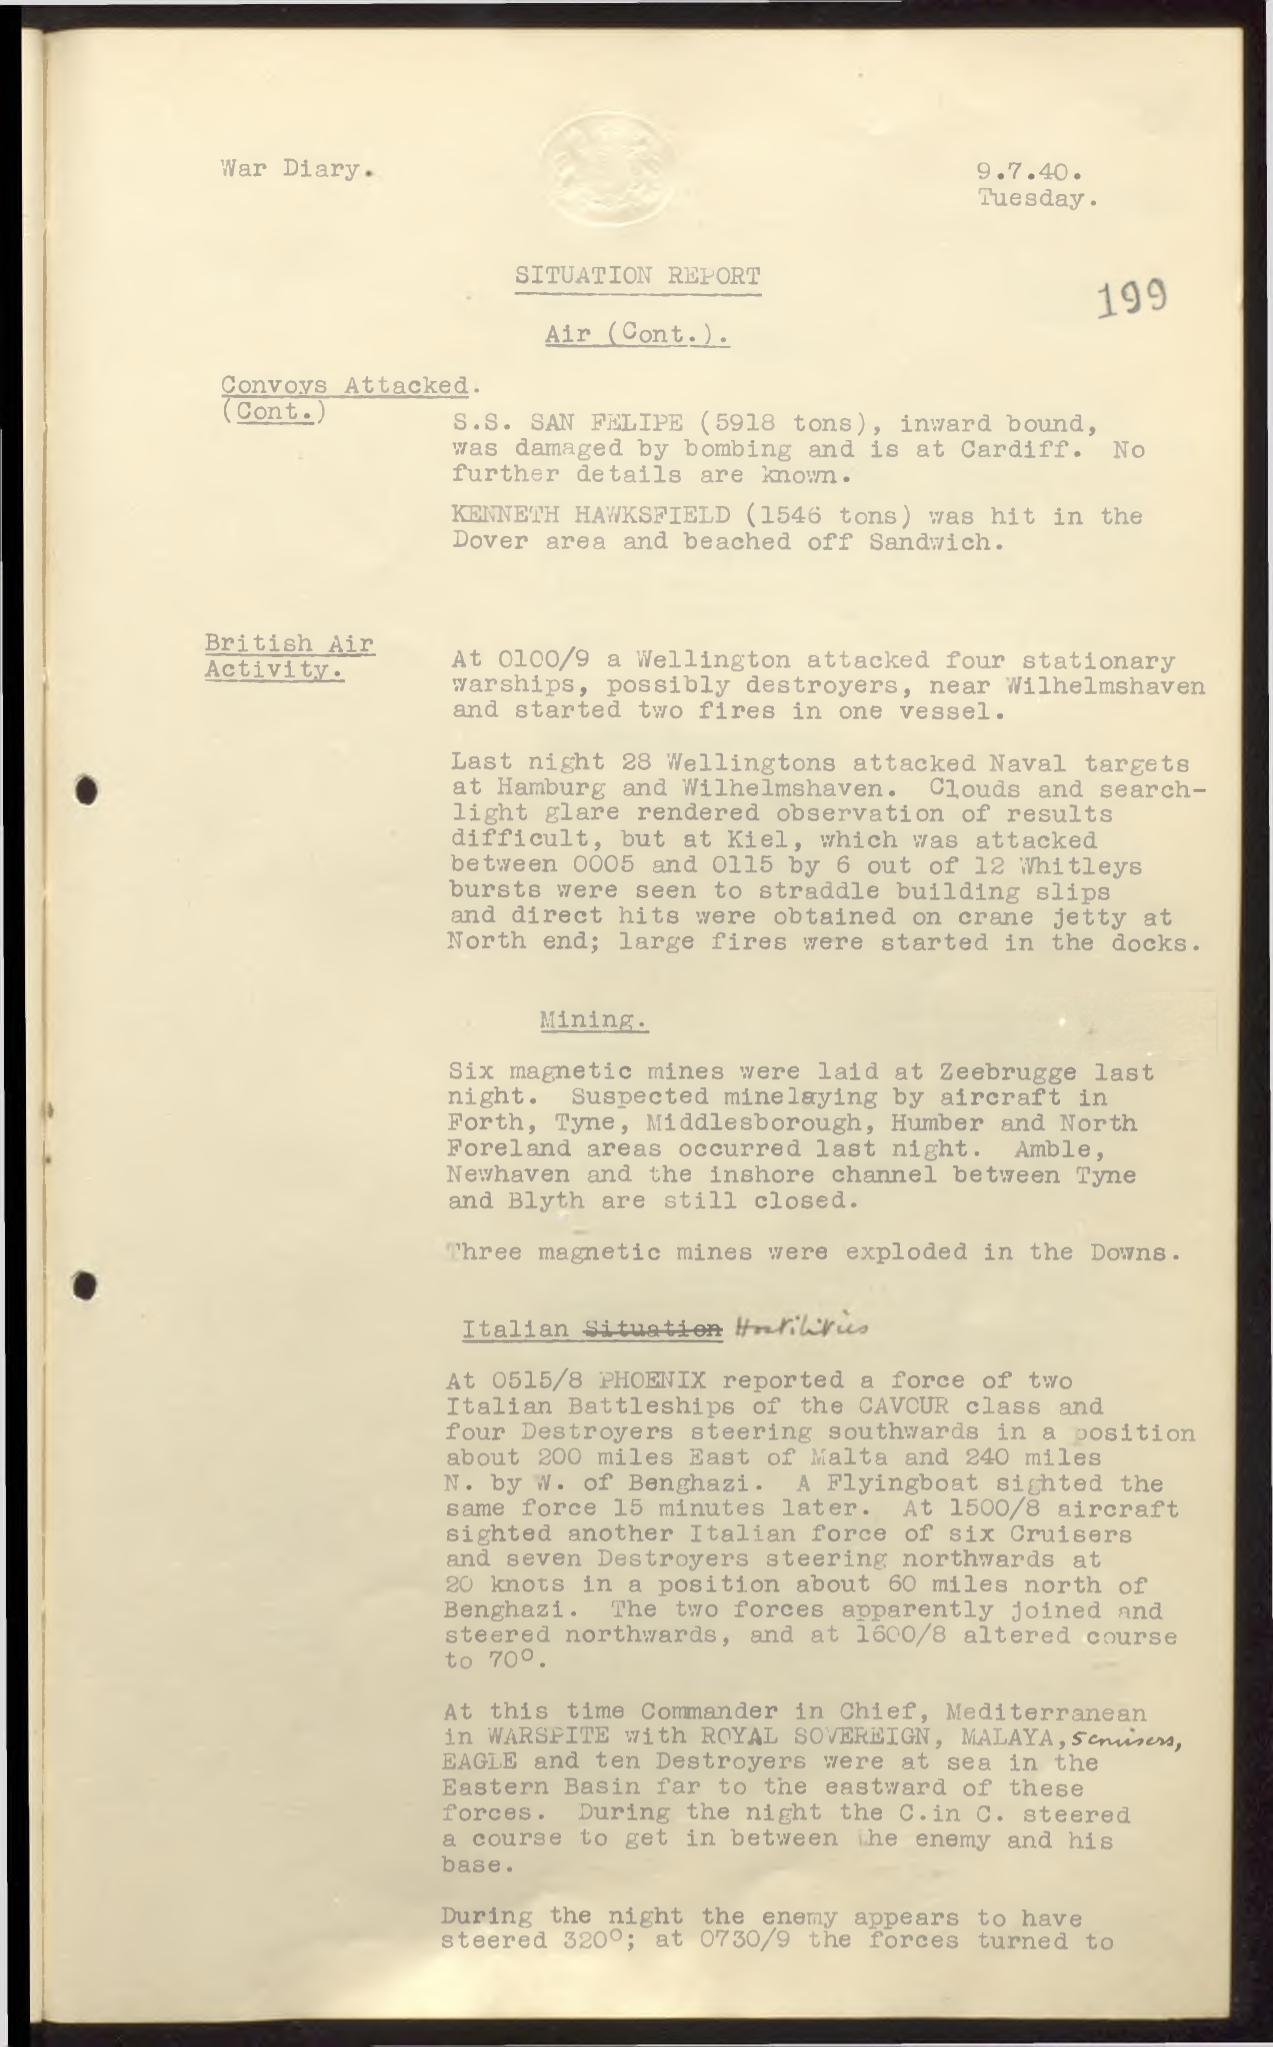 War Diary.
9.7.40.
Tuesday.
SITUATION REPORT
199
Air (Cont.).
Convoys Attacked.
(Cont.)
S.S. SAN FELIPE (5918 tons), inward bound,
was damaged by bombing and is at Cardiff. No
further details are known.
KENNETH HAWKSFIELD (1546 tons) was hit in the
Dover area and beached off Sandwich.
British Air
Activity.
At 0100/9 a Wellington attacked four stationary
warships, possibly destroyers, near Wilhelmshaven
and started two fires in one vessel.
Last night 28 Wellingtons attacked Naval targets
at Hamburg and Wilhelmshaven. Clouds and search-
light glare rendered observation of results
difficult, but at Kiel, which was attacked
between 0005 and 0115 by 6 out of 12 Whitleys
bursts were seen to straddle building slips
and direct hits were obtained on crane jetty at
North end; large fires were started in the docks.
Mining.
Six magnetic mines were laid at Zeebrugge last
night. Suspected minelaying by aircraft in
Forth, Tyne, Middlesborough, Humber and North
Foreland areas occurred last night. Amble,
Newhaven and the inshore channel between Tyne
and Blyth are still closed.
Three magnetic mines were exploded in the Downs.
Italian Situation Hostilities
At 0515/8 PHOENIX reported a force of two
Italian Battleships of the CAVOUR class and
four Destroyers steering southwards in a position
about 200 miles East of Malta and 240 miles
N. by W. of Benghazi. A Flyingboat sighted the
same force 15 minutes later. At 1500/8 aircraft
sighted another Italian force of six Cruisers
and seven Destroyers steering northwards at
20 knots in a position about 60 miles north of
Benghazi. The two forces apparently joined and
steered northwards, and at 1600/8 altered course
to 70°.
At this time Commander in Chief, Mediterranean
in WARSPITE with ROYAL SOVEREIGN, MALAYA, 5 cruisers,
EAGLE and ten Destroyers were at sea in the
Eastern Basin far to the eastward of these
forces. During the night the C.in C. steered
a course to get in between the enemy and his
base.
During the night the enemy appears to have
steered 320°; at 0730/9 the forces turned to